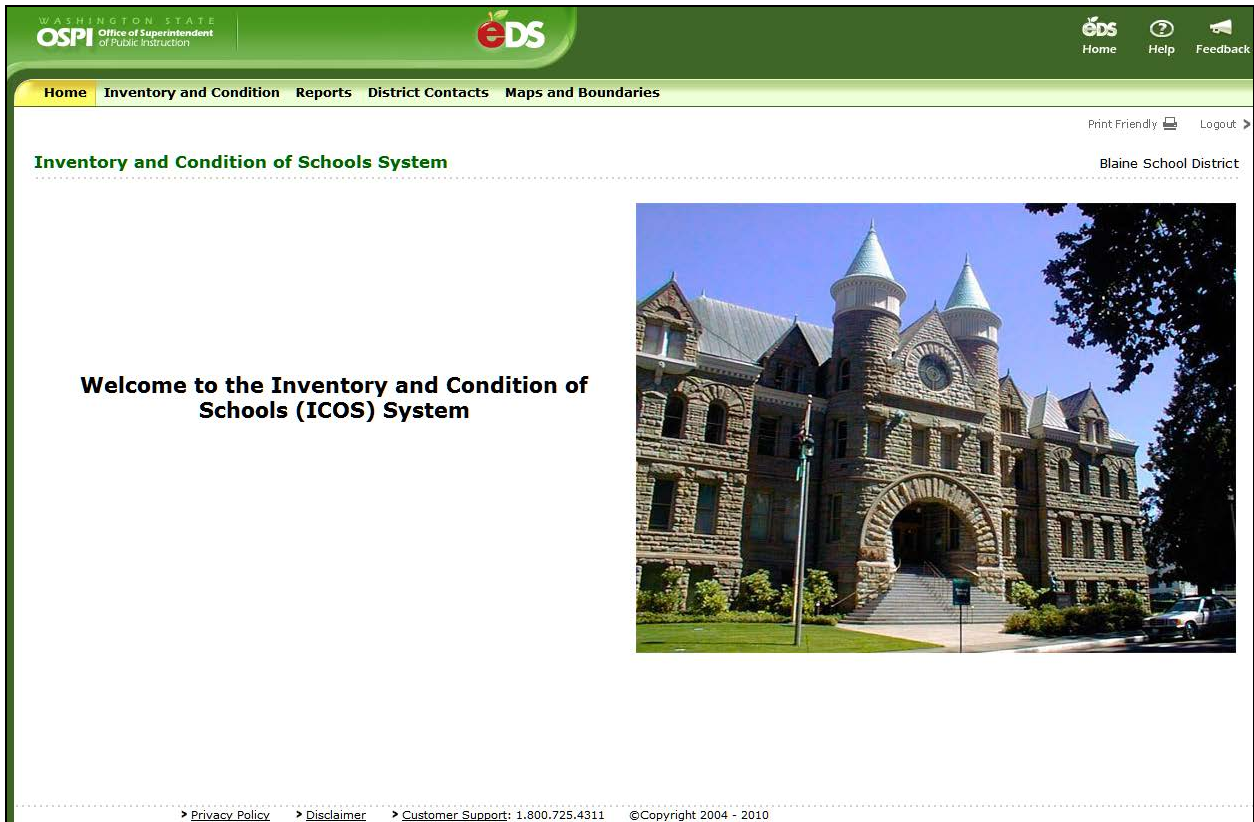 WASHINGTON STATE
OSPI Office of Superintendent
of Public Instruction
eDS
eDS
Home Help Feedback
Home Inventory and Condition Reports District Contacts Maps and Boundaries
Print Friendly Logout >
Inventory and Condition of Schools System Blaine School District
Welcome to the Inventory and Condition of
Schools (ICOS) System
> Privacy Policy > Disclaimer > Customer Support: 1.800.725.4311 ©Copyright 2004 - 2010